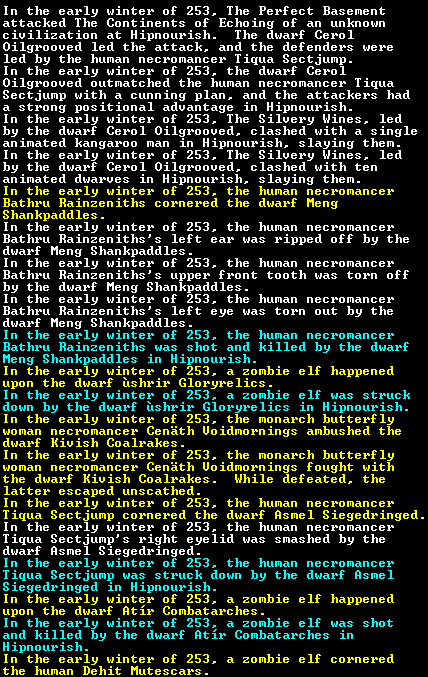 In the early winter of 253, The Perfect Basement
attacked The Continents of Echoing of an unknown
civilization at Hipnourish.  The dwarf Cerol
Oilgrooved led the attack, and the defenders were
led by the human necromancer Tiqua Sectjump.
In the early winter of 253, the dwarf Cerol
Oilgrooved outmatched the human necromancer Tiqua
Sectjump with a cunning plan, and the attackers had
a strong positional advantage in Hipnourish.
In the early winter of 253, The Silvery Wines, led
by the dwarf Cerol Oilgrooved, clashed with a single
animated kangaroo man in Hipnourish, slaying them.
In the early winter of 253, The Silvery Wines, led
by the dwarf Cerol Oilgrooved, clashed with ten
animated dwarves in Hipnourish, slaying them.
In the early winter of 253, the human necromancer
Bathru Rainzeniths cornered the dwarf Meng
Shankpaddles.
In the early winter of 253, the human necromancer
Bathru Rainzeniths's left ear was ripped off by the
dwarf Meng Shankpaddles.
In the early winter of 253, the human necromancer
Bathru Rainzeniths's upper front tooth was torn off
by the dwarf Meng Shankpaddles.
In the early winter of 253, the human necromancer
Bathru Rainzeniths's left eye was torn out by the
dwarf Meng Shankpaddles.
In the early winter of 253, the human necromancer
Bathru Rainzeniths was shot and killed by the dwarf
Meng Shankpaddles in Hipnourish.
In the early winter of 253, a zombie elf happened
upon the dwarf ùshrir Gloryrelics.
In the early winter of 253, a zombie elf was struck
down by the dwarf ùshrir Gloryrelics in Hipnourish.
In the early winter of 253, the monarch butterfly
woman necromancer Cenäth Voidmornings ambushed the
dwarf Kivish Coalrakes.
In the early winter of 253, the monarch butterfly
woman necromancer Cenäth Voidmornings fought with
the dwarf Kivish Coalrakes.  While defeated, the
latter escaped unscathed.
In the early winter of 253, the human necromancer
Tiqua Sectjump cornered the dwarf Asmel Siegedringed.
In the early winter of 253, the human necromancer
Tiqua Sectjump's right eyelid was smashed by the
dwarf Asmel Siegedringed.
In the early winter of 253, the human necromancer
Tiqua Sectjump was struck down by the dwarf Asmel
Siegedringed in Hipnourish.
In the early winter of 253, a zombie elf happened
upon the dwarf Atír Combatarches.
In the early winter of 253, a zombie elf was shot
and killed by the dwarf Atír Combatarches in
Hipnourish.
In the early winter of 253, a zombie elf cornered
the human Dehit Mutescars.